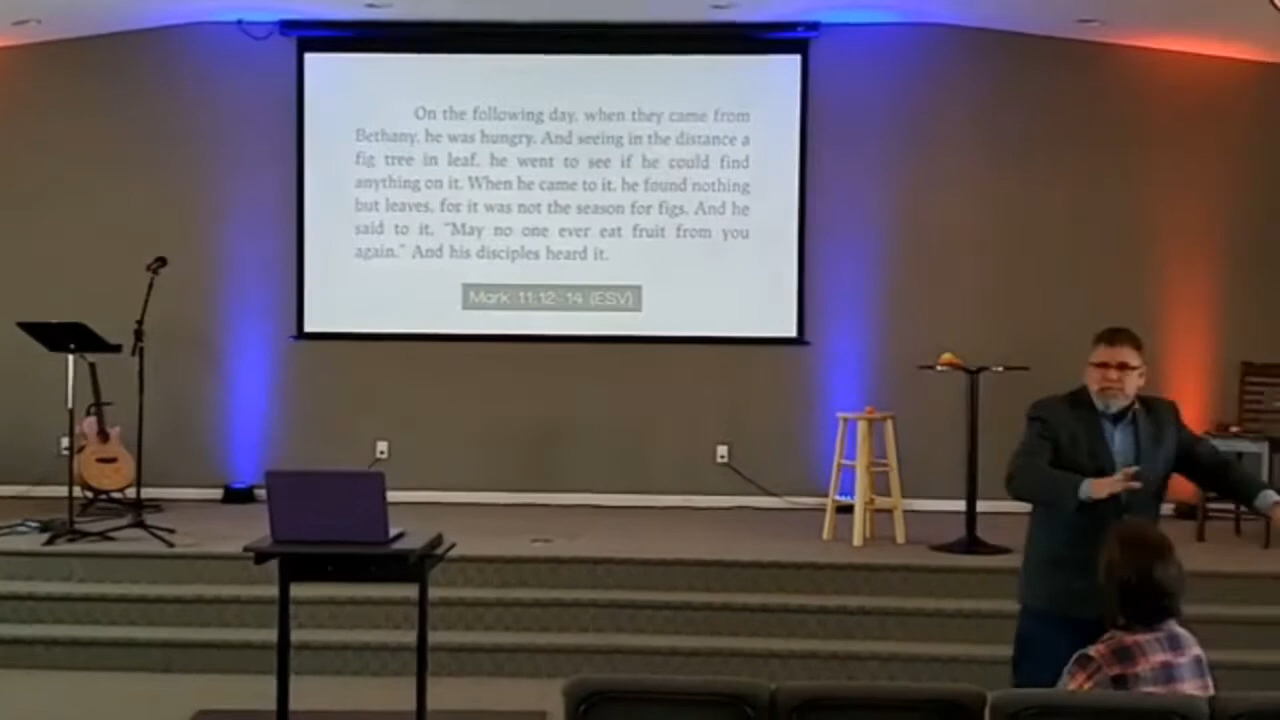 On the following day, when they came from
Bethany, he was hungry. And seeing in the distance a
fig tree in leaf, he went to see if he could find
anything on it. When he came to it, he found nothing
but leaves, for it was not the season for figs. And he
said to it, "May no one ever eat fruit from you
again." And his disciples heard it.
Mark 11:12-14 (ESV)